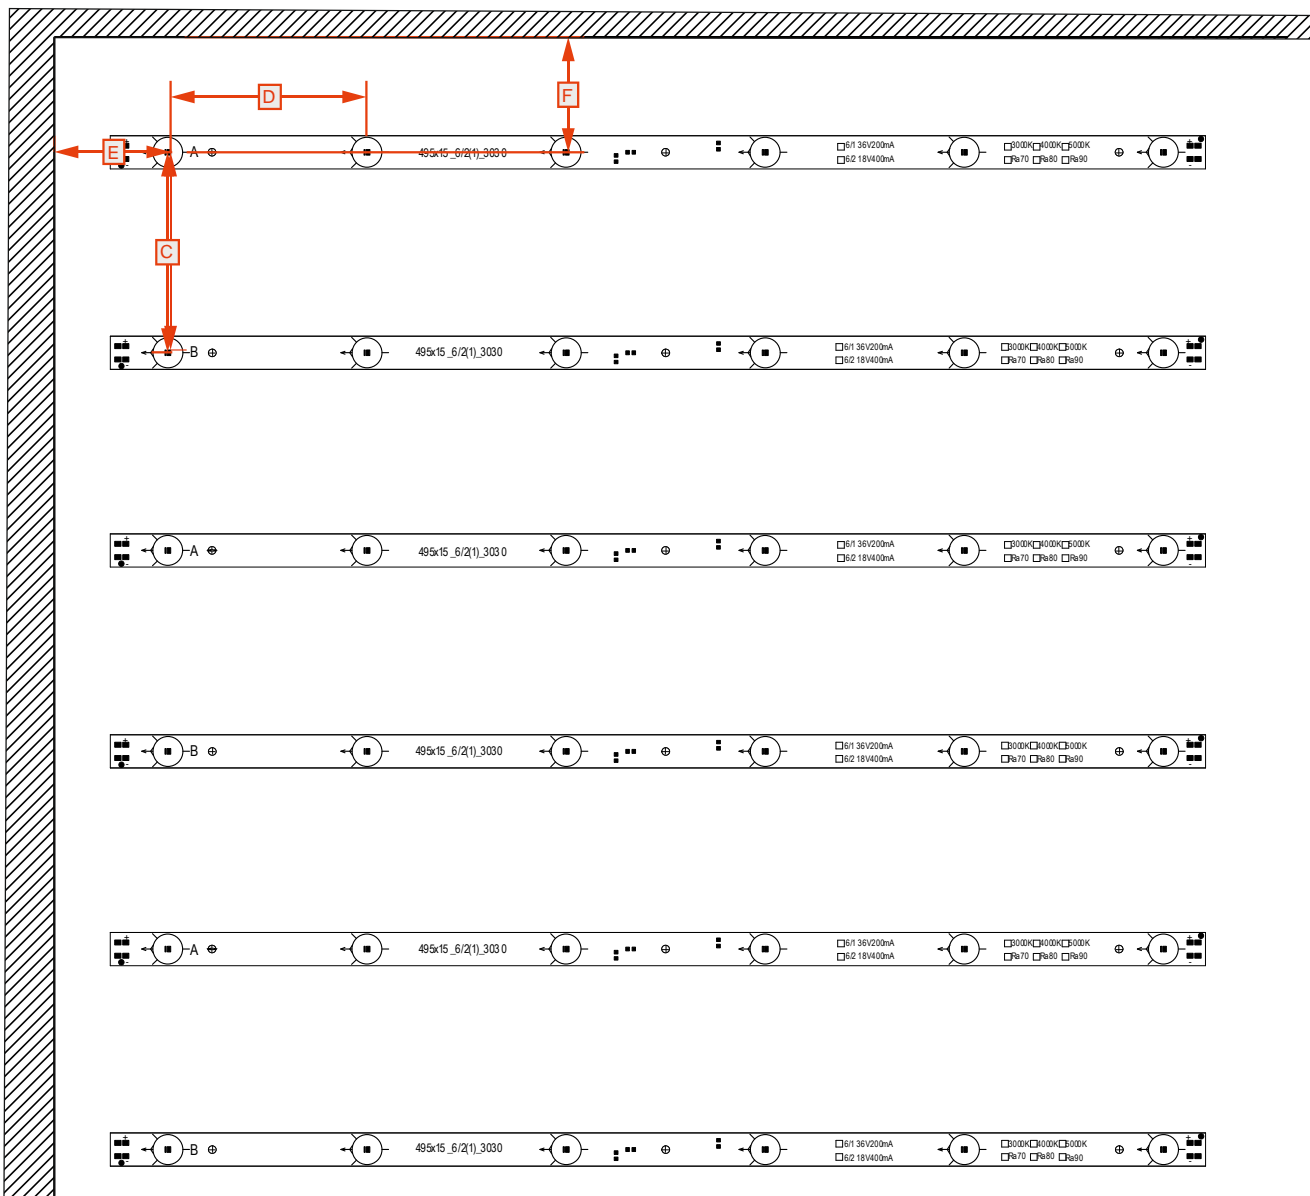 D
F
E
+
-
A
495x15_6/2(1)_3030
6/1 36V200mA
6/2 18V400mA
3000K 4000K 5000K
Ra70 Ra80 Ra90
+
-
C
+
-
B
495x15_6/2(1)_3030
6/1 36V200mA
6/2 18V400mA
3000K 4000K 5000K
Ra70 Ra80 Ra90
+
-
+
-
A
495x15_6/2(1)_3030
6/1 36V200mA
6/2 18V400mA
3000K 4000K 5000K
Ra70 Ra80 Ra90
+
-
+
-
B
495x15_6/2(1)_3030
6/1 36V200mA
6/2 18V400mA
3000K 4000K 5000K
Ra70 Ra80 Ra90
+
-
+
-
A
495x15_6/2(1)_3030
6/1 36V200mA
6/2 18V400mA
3000K 4000K 5000K
Ra70 Ra80 Ra90
+
-
+
-
B
495x15_6/2(1)_3030
6/1 36V200mA
6/2 18V400mA
3000K 4000K 5000K
Ra70 Ra80 Ra90
+
-